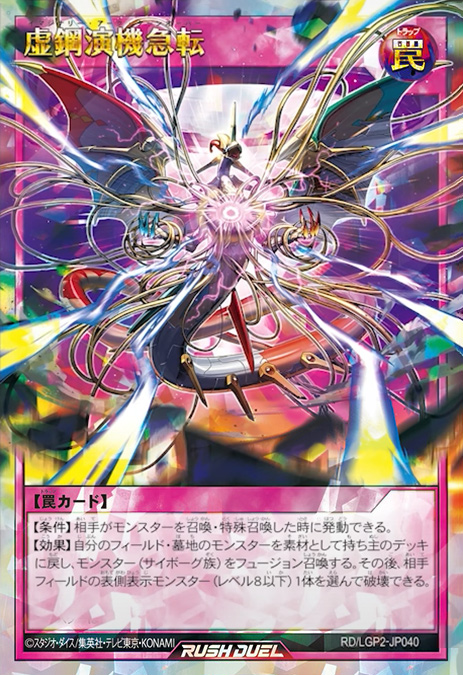 虚鋼演機急転
トラップ
罠
【罠カード】
【条件】相手がモンスターを召喚・特殊召喚した時に発動できる。
【効果】自分のフィールド・墓地のモンスターを素材として持ち主のデッキ
に戻し、モンスター（サイボーグ族）をフュージョン召喚する。その後、相手
フィールドの表側表示モンスター（レベル８以下）１体を選んで破壊できる。
©スタジオ・ダイス/集英社・テレビ東京・KONAMI
RUSH DUEL
RD/LGP2-JP040